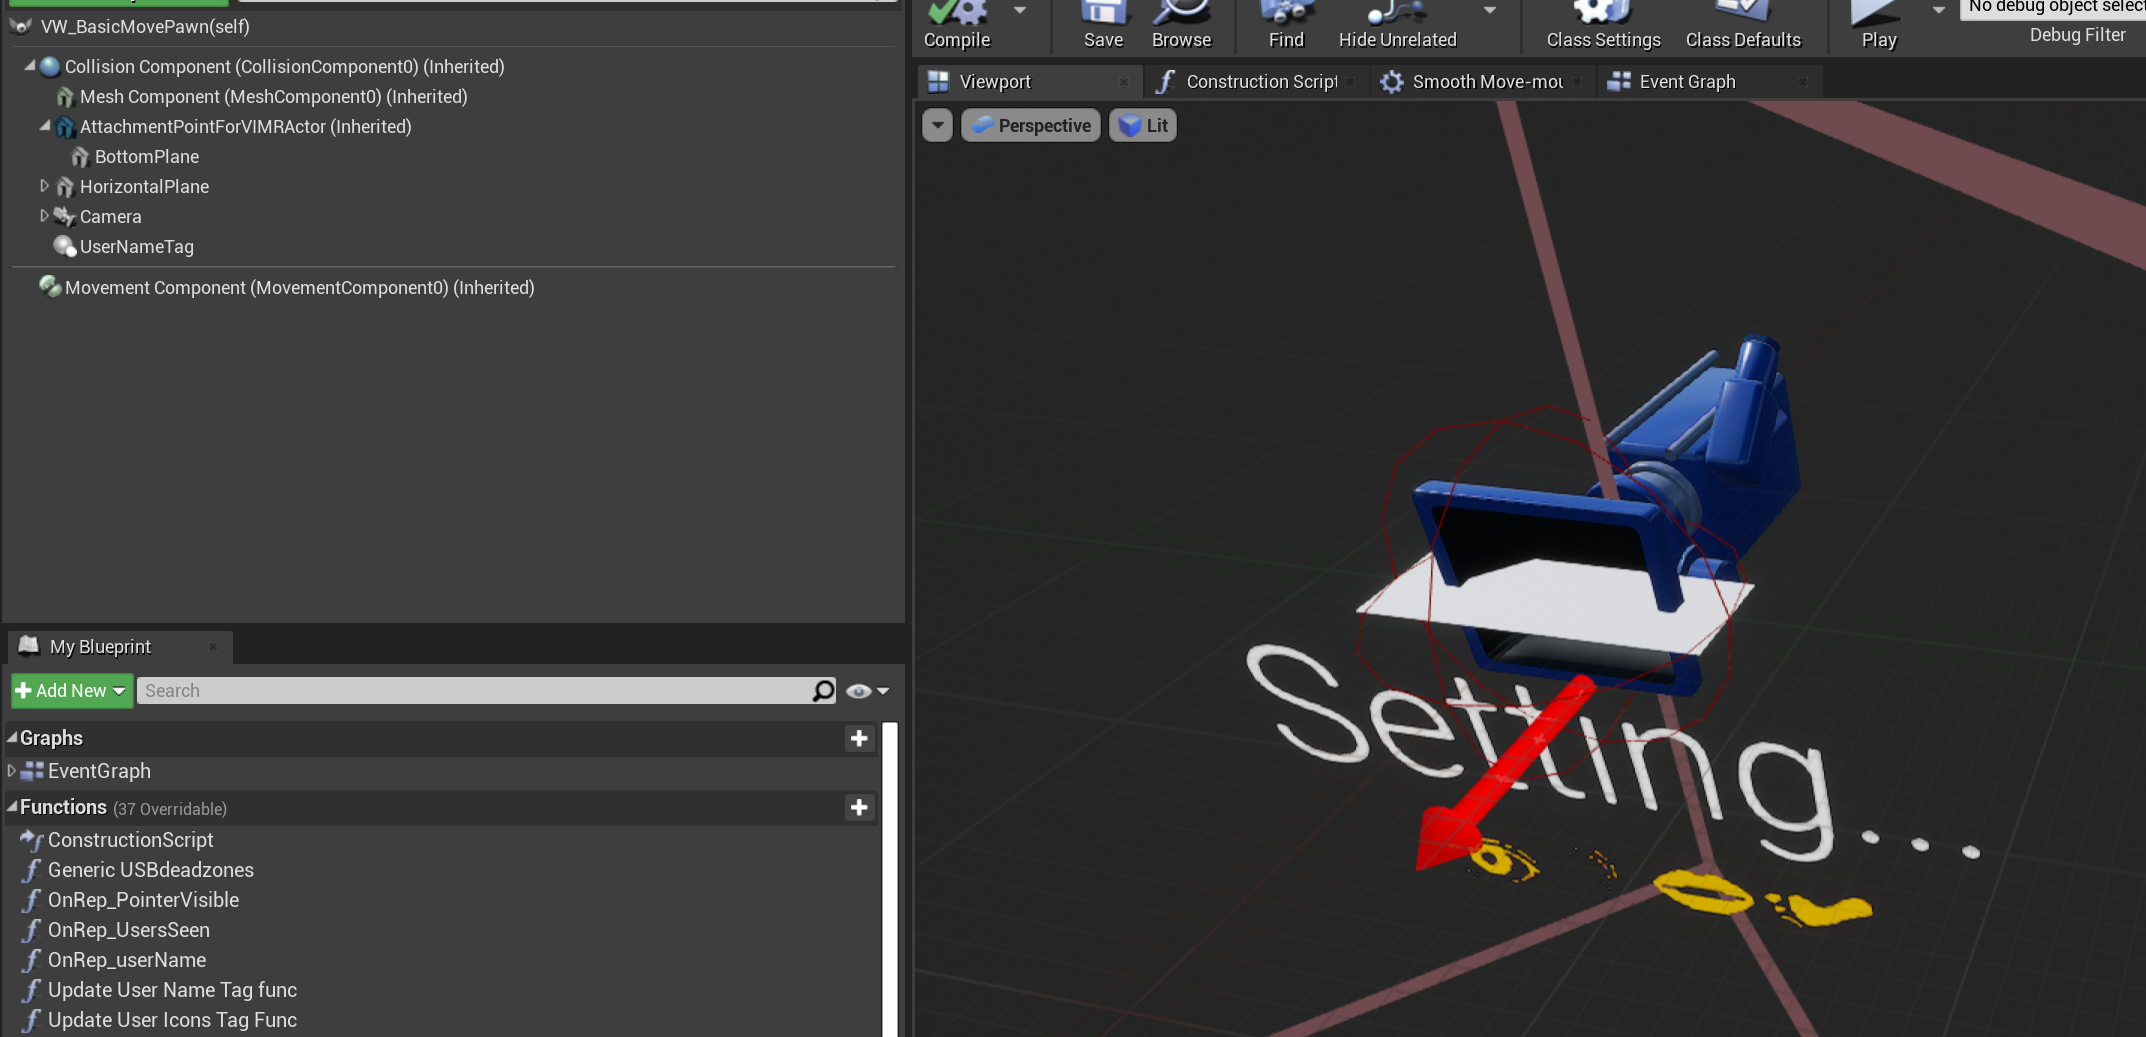 VW_BasicMovePawn(self)
Collision Component (CollisionComponent0) (Inherited)
Mesh Component (MeshComponent0) (Inherited)
AttachmentPointForVIMRActor (Inherited)
BottomPlane
HorizontalPlane
Camera
UserNameTag
Movement Component (MovementComponent0) (Inherited)
My Blueprint
Add New
Search
Graphs
EventGraph
Functions (37 Overridable)
ConstructionScript
Generic USBdeadzones
OnRep_PointerVisible
OnRep_UsersSeen
OnRep_userName
Update User Name Tag func
Update User Icons Tag Func
Compile
Save
Browse
Find
Hide Unrelated
Class Settings
Class Defaults
Play
No debug object select
Debug Filter
Viewport
Construction Script
Smooth Move-mou
Event Graph
Perspective
Lit
Setting...